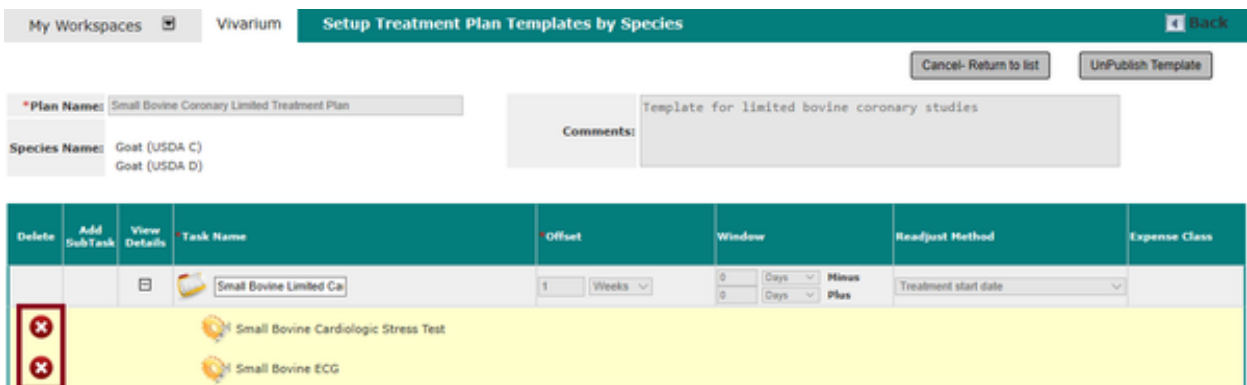 My Workspaces Vivarium Setup Treatment Plan Templates by Species Back
Cancel- Return to list UnPublish Template
*Plan Name: Small Bovine Coronary Limited Treatment Plan
Comments: Template for limited bovine coronary studies
Species Name: Goat (USDA C)
Goat (USDA D)
Delete Add SubTask View Details *Task Name *Offset Window Readjust Method Expense Class
Small Bovine Limited Ca 1 Weeks 0 Days Minus Treatment start date
0 Days Plus
Small Bovine Cardiologic Stress Test
Small Bovine ECG